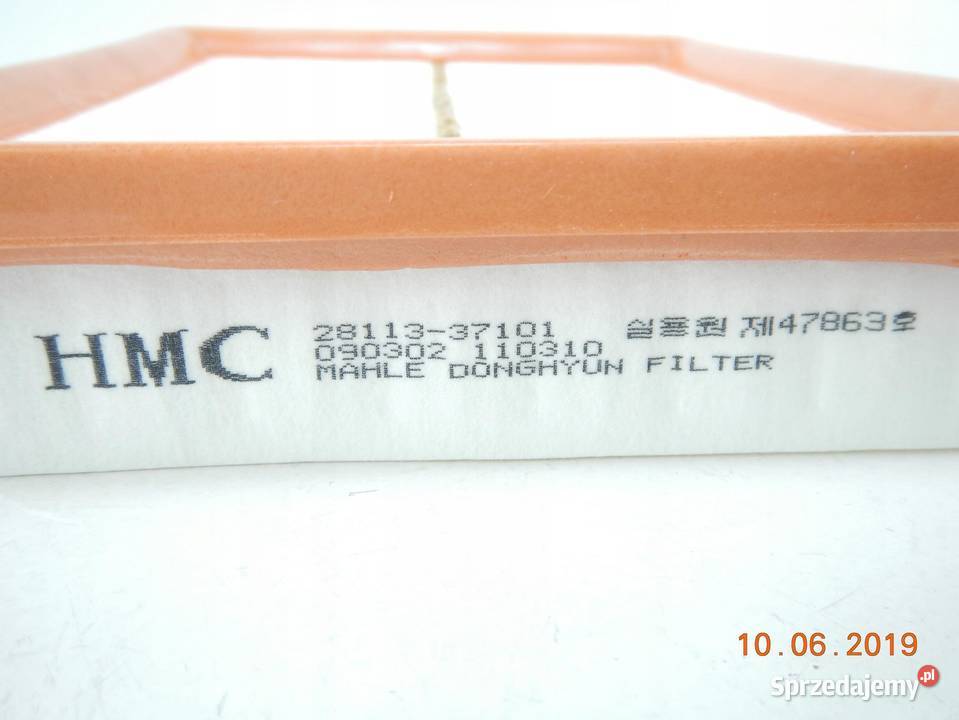 HMC
28113-37101 실용원 제47863호
090302 110310
MAHLE DONGHYUN FILTER
10.06.2019
Sprzedajemy.pl